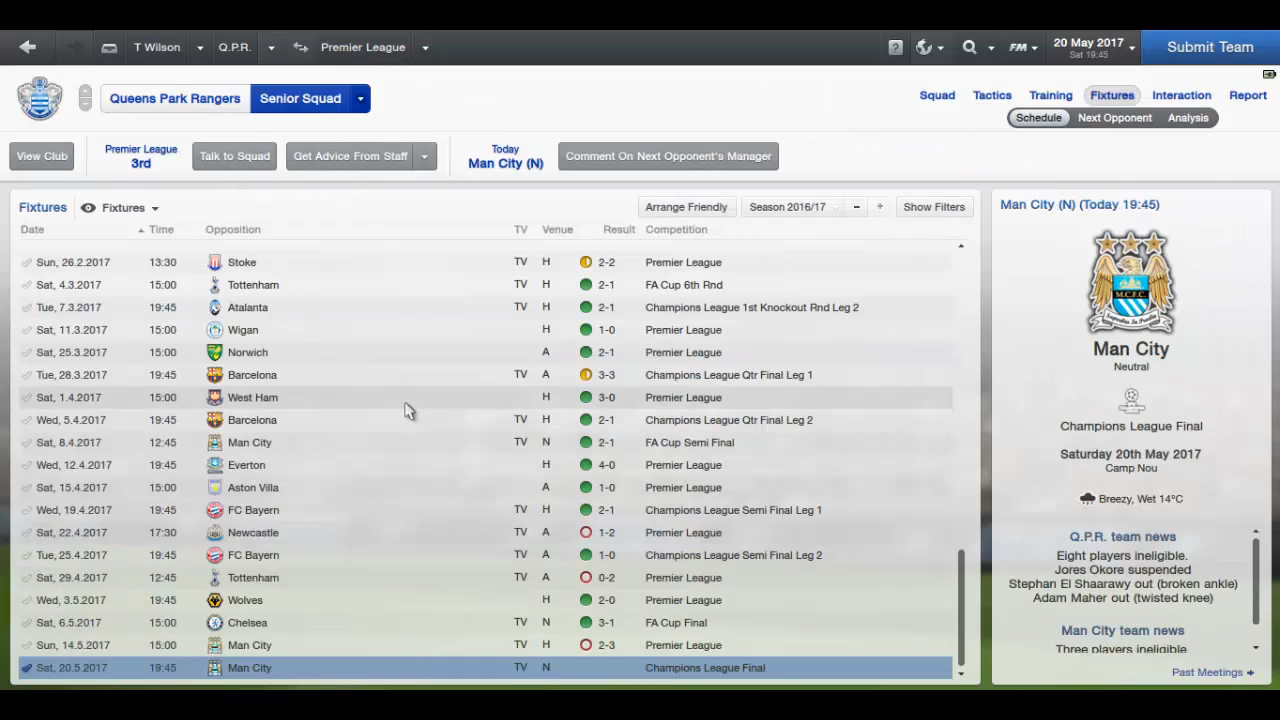 T Wilson Q.P.R. Premier League ? FM 20 May 2017 Submit Team
Sat 19:45
Queens Park Rangers Senior Squad Squad Tactics Training Fixtures Interaction Report
Schedule Next Opponent Analysis
View Club Premier League Talk to Squad Get Advice From Staff Today Comment On Next Opponent's Manager
3rd Man City (N)
Fixtures Fixtures Arrange Friendly Season 2016/17 - + Show Filters
Date Time Opposition TV Venue Result Competition
Sun, 26.2.2017 13:30 Stoke TV H 2-2 Premier League
Sat, 4.3.2017 15:00 Tottenham TV H 2-1 FA Cup 6th Rnd
Tue, 7.3.2017 19:45 Atalanta TV H 2-1 Champions League 1st Knockout Rnd Leg 2
Sat, 11.3.2017 15:00 Wigan H 1-0 Premier League
Sat, 25.3.2017 15:00 Norwich A 2-1 Premier League
Tue, 28.3.2017 19:45 Barcelona TV A 3-3 Champions League Qtr Final Leg 1
Sat, 1.4.2017 15:00 West Ham H 3-0 Premier League
Wed, 5.4.2017 19:45 Barcelona TV H 2-1 Champions League Qtr Final Leg 2
Sat, 8.4.2017 12:45 Man City TV N 2-1 FA Cup Semi Final
Wed, 12.4.2017 19:45 Everton H 4-0 Premier League
Sat, 15.4.2017 15:00 Aston Villa A 1-0 Premier League
Wed, 19.4.2017 19:45 FC Bayern TV H 2-1 Champions League Semi Final Leg 1
Sat, 22.4.2017 17:30 Newcastle TV A 1-2 Premier League
Tue, 25.4.2017 19:45 FC Bayern TV A 1-0 Champions League Semi Final Leg 2
Sat, 29.4.2017 12:45 Tottenham TV A 0-2 Premier League
Wed, 3.5.2017 19:45 Wolves H 2-0 Premier League
Sat, 6.5.2017 15:00 Chelsea TV N 3-1 FA Cup Final
Sun, 14.5.2017 15:00 Man City TV H 2-3 Premier League
Sat, 20.5.2017 19:45 Man City TV N Champions League Final
Man City (N) (Today 19:45)
M.C.F.C.
Man City
Neutral
Champions League Final
Saturday 20th May 2017
Camp Nou
Breezy, Wet 14°C
Q.P.R. team news
Eight players ineligible.
Jores Okore suspended
Stephan El Shaarawy out (broken ankle)
Adam Maher out (twisted knee)
Man City team news
Three players ineligible
Past Meetings